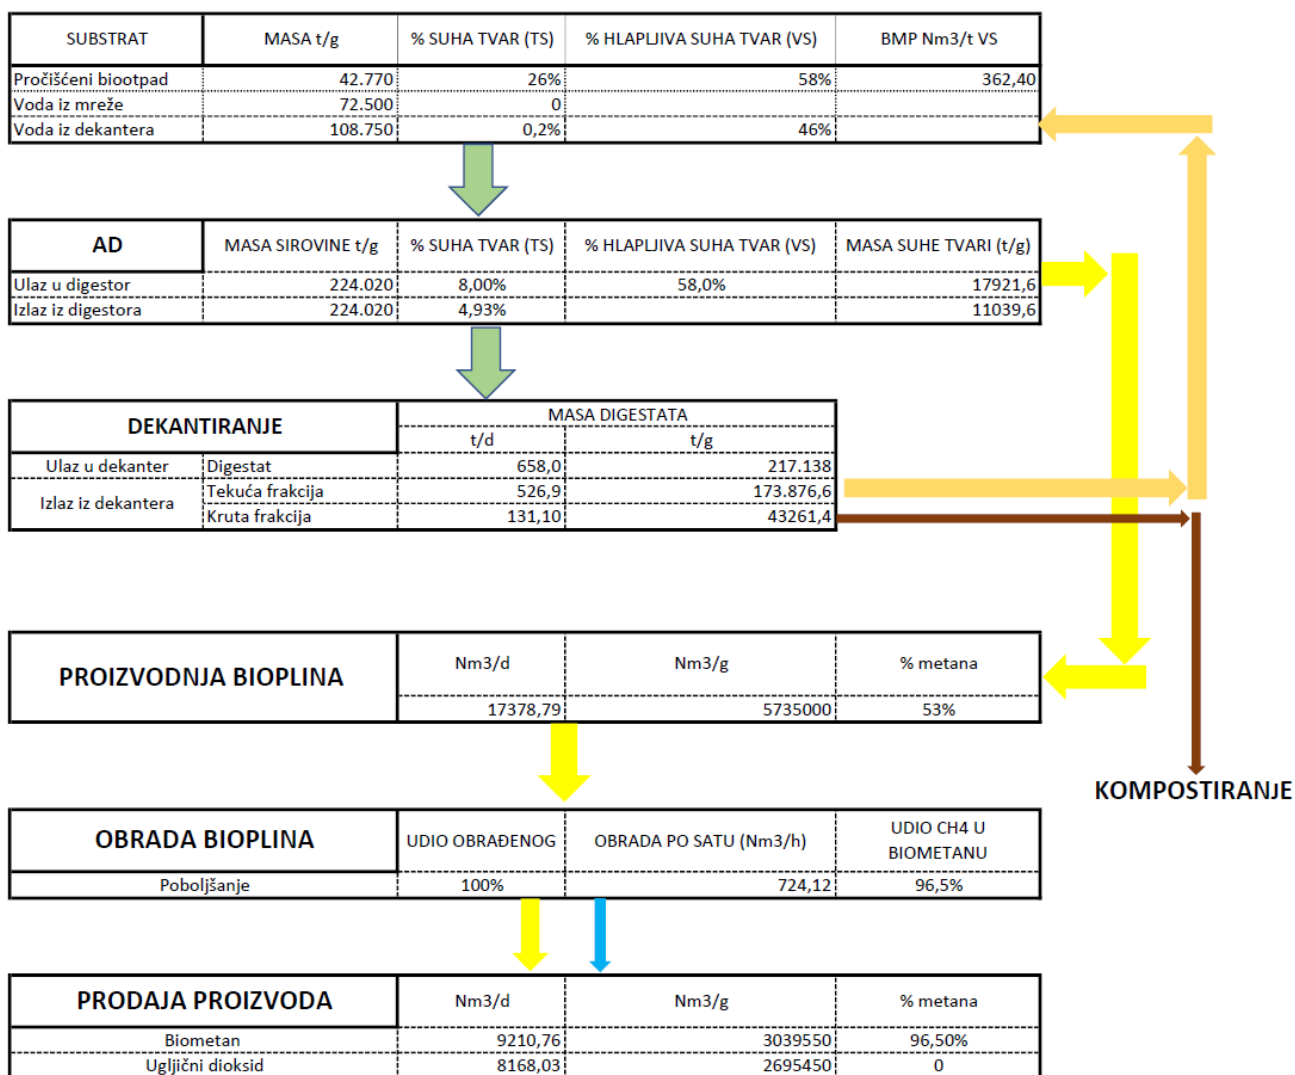 SUBSTRAT MASA t/g % SUHA TVAR (TS) % HLAPLJIVA SUHA TVAR (VS) BMP Nm3/t VS
Pročišćeni biootpad 42.770 26% 58% 362,40
Voda iz mreže 72.500 0
Voda iz dekantera 108.750 0,2% 46%
AD MASA SIROVINE t/g % SUHA TVAR (TS) % HLAPLJIVA SUHA TVAR (VS) MASA SUHE TVARI (t/g)
Ulaz u digestor 224.020 8,00% 58,0% 17921,6
Izlaz iz digestora 224.020 4,93% 11039,6
DEKANTIRANJE MASA DIGESTATA
t/d t/g
Ulaz u dekanter Digestat 658,0 217.138
Izlaz iz dekantera Tekuća frakcija 526,9 173.876,6
Kruta frakcija 131,10 43261,4
PROIZVODNJA BIOPLINA Nm3/d Nm3/g % metana
17378,79 5735000 53%
KOMPOSTIRANJE
OBRADA BIOPLINA UDIO OBRAĐENOG OBRADA PO SATU (Nm3/h) UDIO CH4 U
BIOMETANU
Poboljšanje 100% 724,12 96,5%
PRODAJA PROIZVODA Nm3/d Nm3/g % metana
Biometan 9210,76 3039550 96,50%
Ugljični dioksid 8168,03 2695450 0